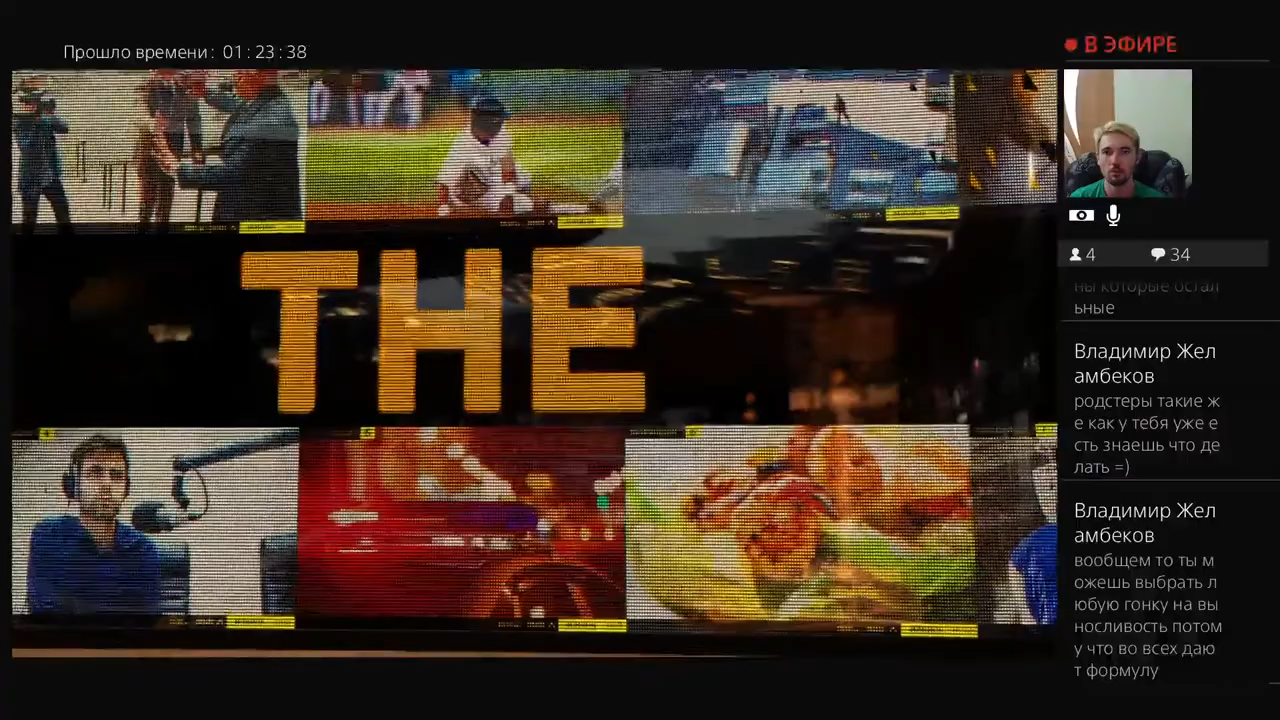 Прошло времени: 01:23:38
В ЭФИРЕ
4
34
ны которые остал
ьные
THE
Владимир Жел
амбеков
родстеры такие ж
е как у тебя уже е
сть знаешь что де
лать =)
Владимир Жел
амбеков
вообщем то ты м
ожешь выбрать л
юбую гонку на вы
носливость потом
у что во всех даю
т формулу